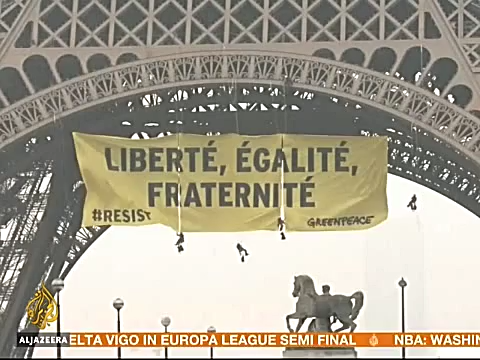 LIBERTÉ, ÉGALITÉ,
FRATERNITÉ
#RESIST
GREENPEACE
ALJAZEERA
ELTA VIGO IN EUROPA LEAGUE SEMI FINAL NBA: WASHIN